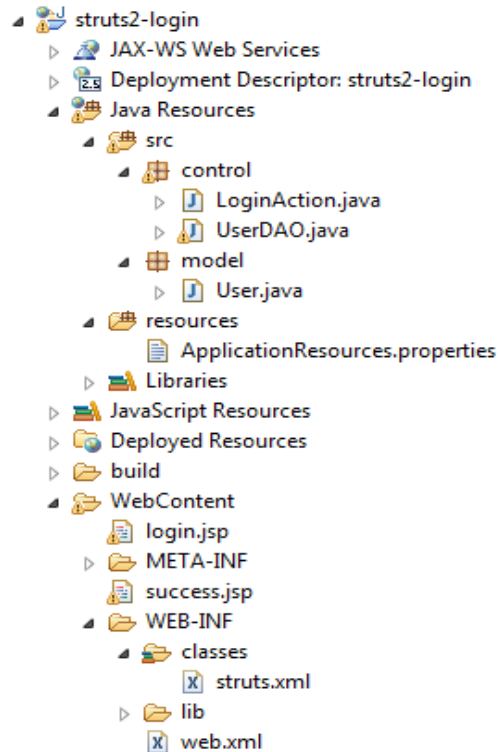 struts2-login
JAX-WS Web Services
2.5 Deployment Descriptor: struts2-login
Java Resources
src
control
J LoginAction.java
J UserDAO.java
model
J User.java
resources
ApplicationResources.properties
Libraries
JavaScript Resources
Deployed Resources
build
WebContent
login.jsp
META-INF
success.jsp
WEB-INF
classes
X struts.xml
lib
X web.xml